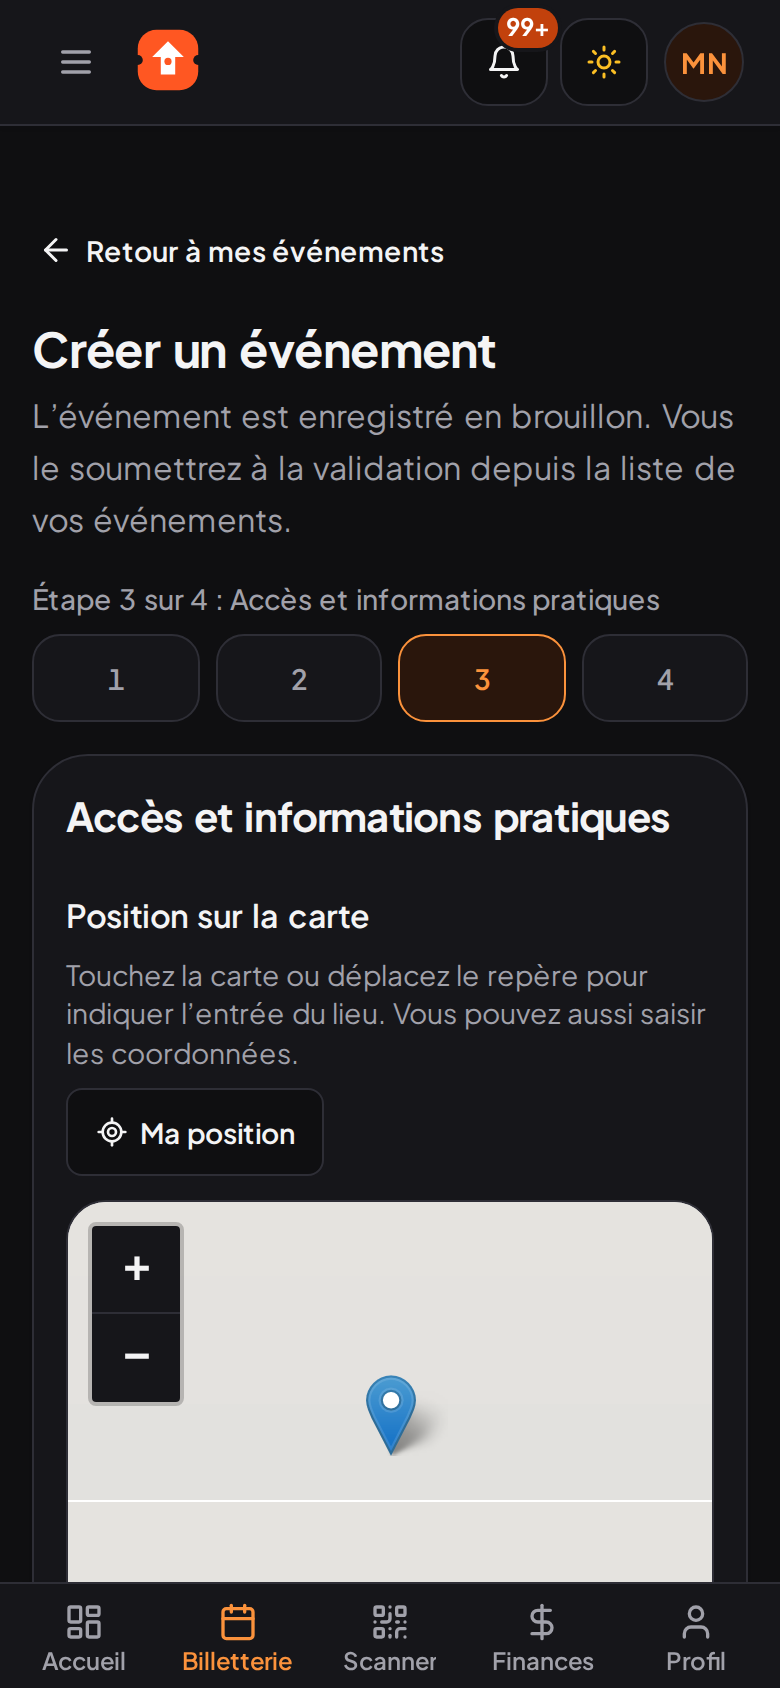 99+
MN
Retour à mes événements
Créer un événement
L’événement est enregistré en brouillon. Vous
le soumettrez à la validation depuis la liste de
vos événements.
Étape 3 sur 4 : Accès et informations pratiques
1
2
3
4
Accès et informations pratiques
Position sur la carte
Touchez la carte ou déplacez le repère pour
indiquer l’entrée du lieu. Vous pouvez aussi saisir
les coordonnées.
Ma position
+
−
Accueil
Billetterie
Scanner
Finances
Profil